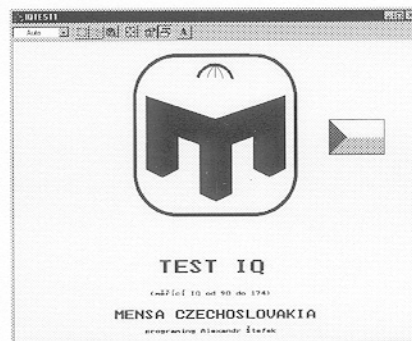 IQTEST1
Auto
A
TEST IQ
(měřící IQ od 90 do 174)
MENSA CZECHOSLOVAKIA
programing Alexandr Štefek